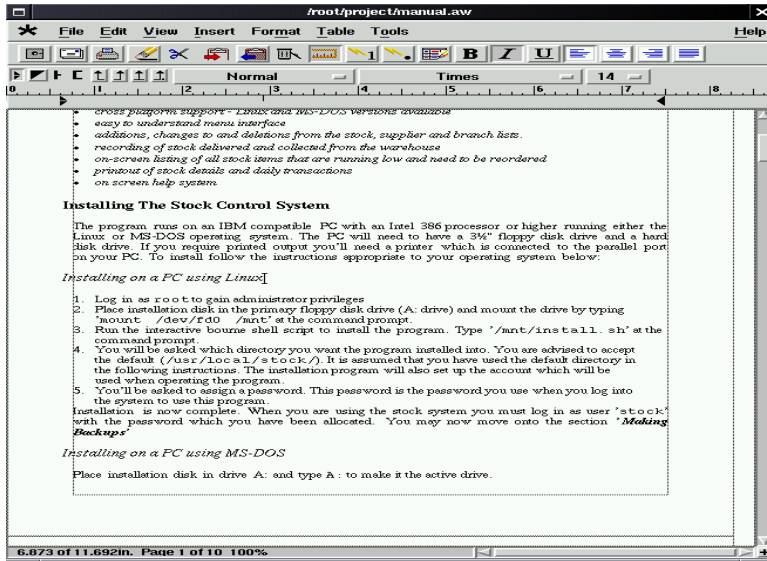 /root/project/manual.aw
File Edit View Insert Format Table Tools Help
1 B I U
Normal Times 14
0 1 2 3 4 5 6 7 8
• cross platform support - Linux and MS-DOS versions available
• easy to understand menu interface
• additions, changes to and deletions from the stock, supplier and branch lists.
• recording of stock delivered and collected from the warehouse
• on-screen listing of all stock items that are running low and need to be reordered
• printout of stock details and daily transactions
• on screen help system
Installing The Stock Control System
The program runs on an IBM compatible PC with an Intel 386 processor or higher running either the
Linux or MS-DOS operating system. The PC will need to have a 3½" floppy disk drive and a hard
disk drive. If you require printed output you'll need a printer which is connected to the parallel port
on your PC. To install follow the instructions appropriate to your operating system below:
Installing on a PC using Linux
1. Log in as root to gain administrator privileges
2. Place installation disk in the primary floppy disk drive (A: drive) and mount the drive by typing
'mount /dev/fd0 /mnt' at the command prompt.
3. Run the interactive bourne shell script to install the program. Type '/mnt/install.sh' at the
command prompt.
4. You will be asked which directory you want the program installed into. You are advised to accept
the default (/usr/local/stock/). It is assumed that you have used the default directory in
the following instructions. The installation program will also set up the account which will be
used when operating the program.
5. You'll be asked to assign a password. This password is the password you use when you log into
the system to use this program.
Installation is now complete. When you are using the stock system you must log in as user 'stock'
with the password which you have been allocated. You may now move onto the section 'Making
Backups'
Installing on a PC using MS-DOS
Place installation disk in drive A: and type A: to make it the active drive.
6.873 of 11.692in. Page 1 of 10 100%